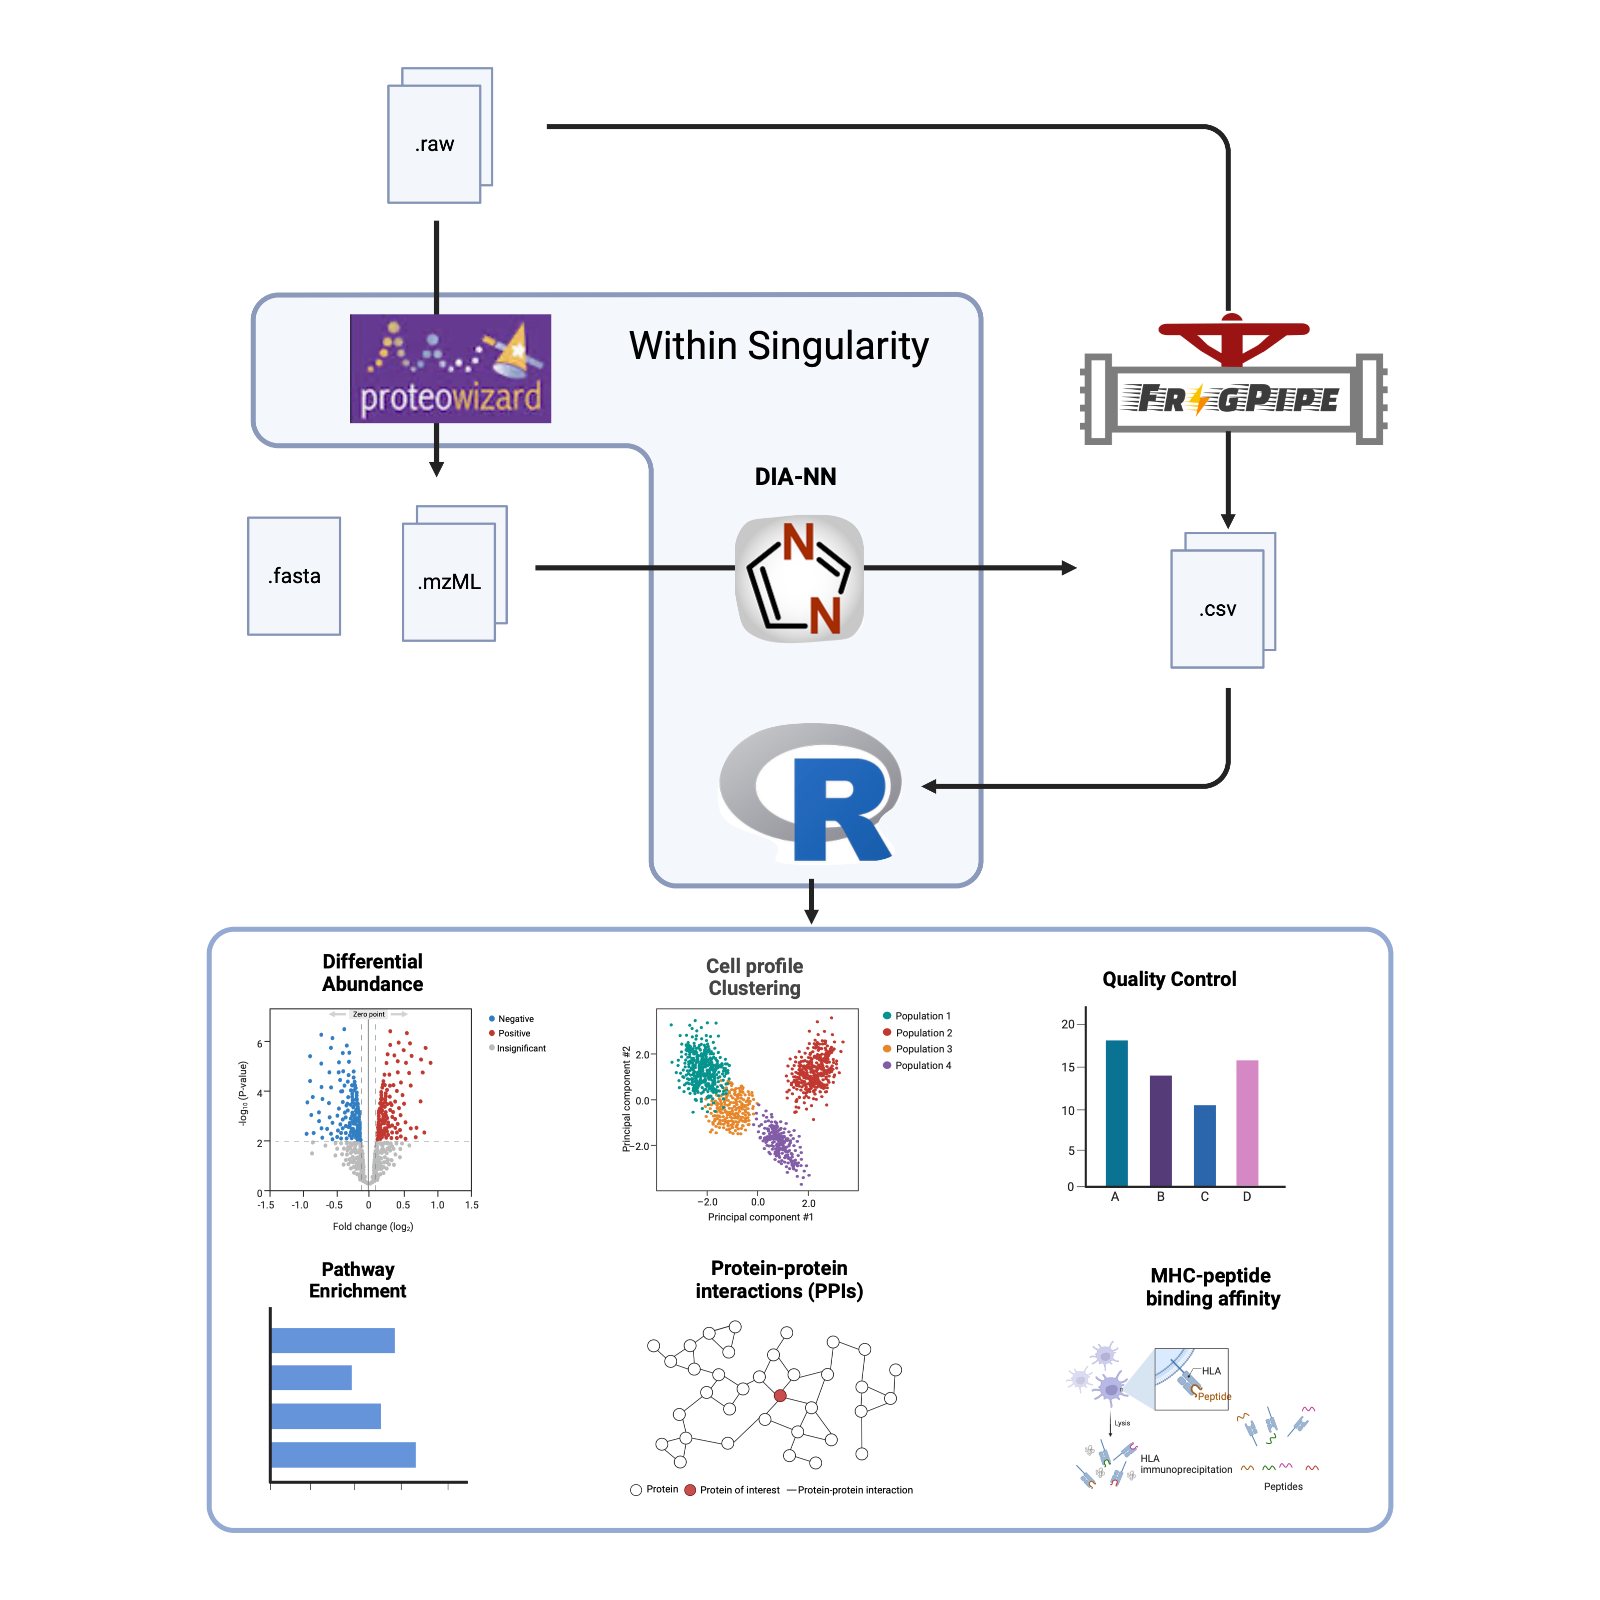 .raw
proteowizard
Within Singularity
FRAGPIPE
DIA-NN
N
N
.fasta
.mzML
.csv
R
Differential
Abundance
Zero point
Negative
Positive
Insignificant
-log₁₀ (P-value)
6
4
2
0
-1.5 -1.0 -0.5 0 0.5 1.0 1.5
Fold change (log₂)
Cell profile
Clustering
Population 1
Population 2
Population 3
Population 4
Principal component #2
2.0
0.0
−2.0
−2.0 0.0 2.0
Principal component #1
Quality Control
20
15
10
5
0
A B C D
Pathway
Enrichment
Protein-protein
interactions (PPIs)
Protein Protein of interest Protein-protein interaction
MHC-peptide
binding affinity
HLA
Peptide
Lysis
HLA
immunoprecipitation
Peptides